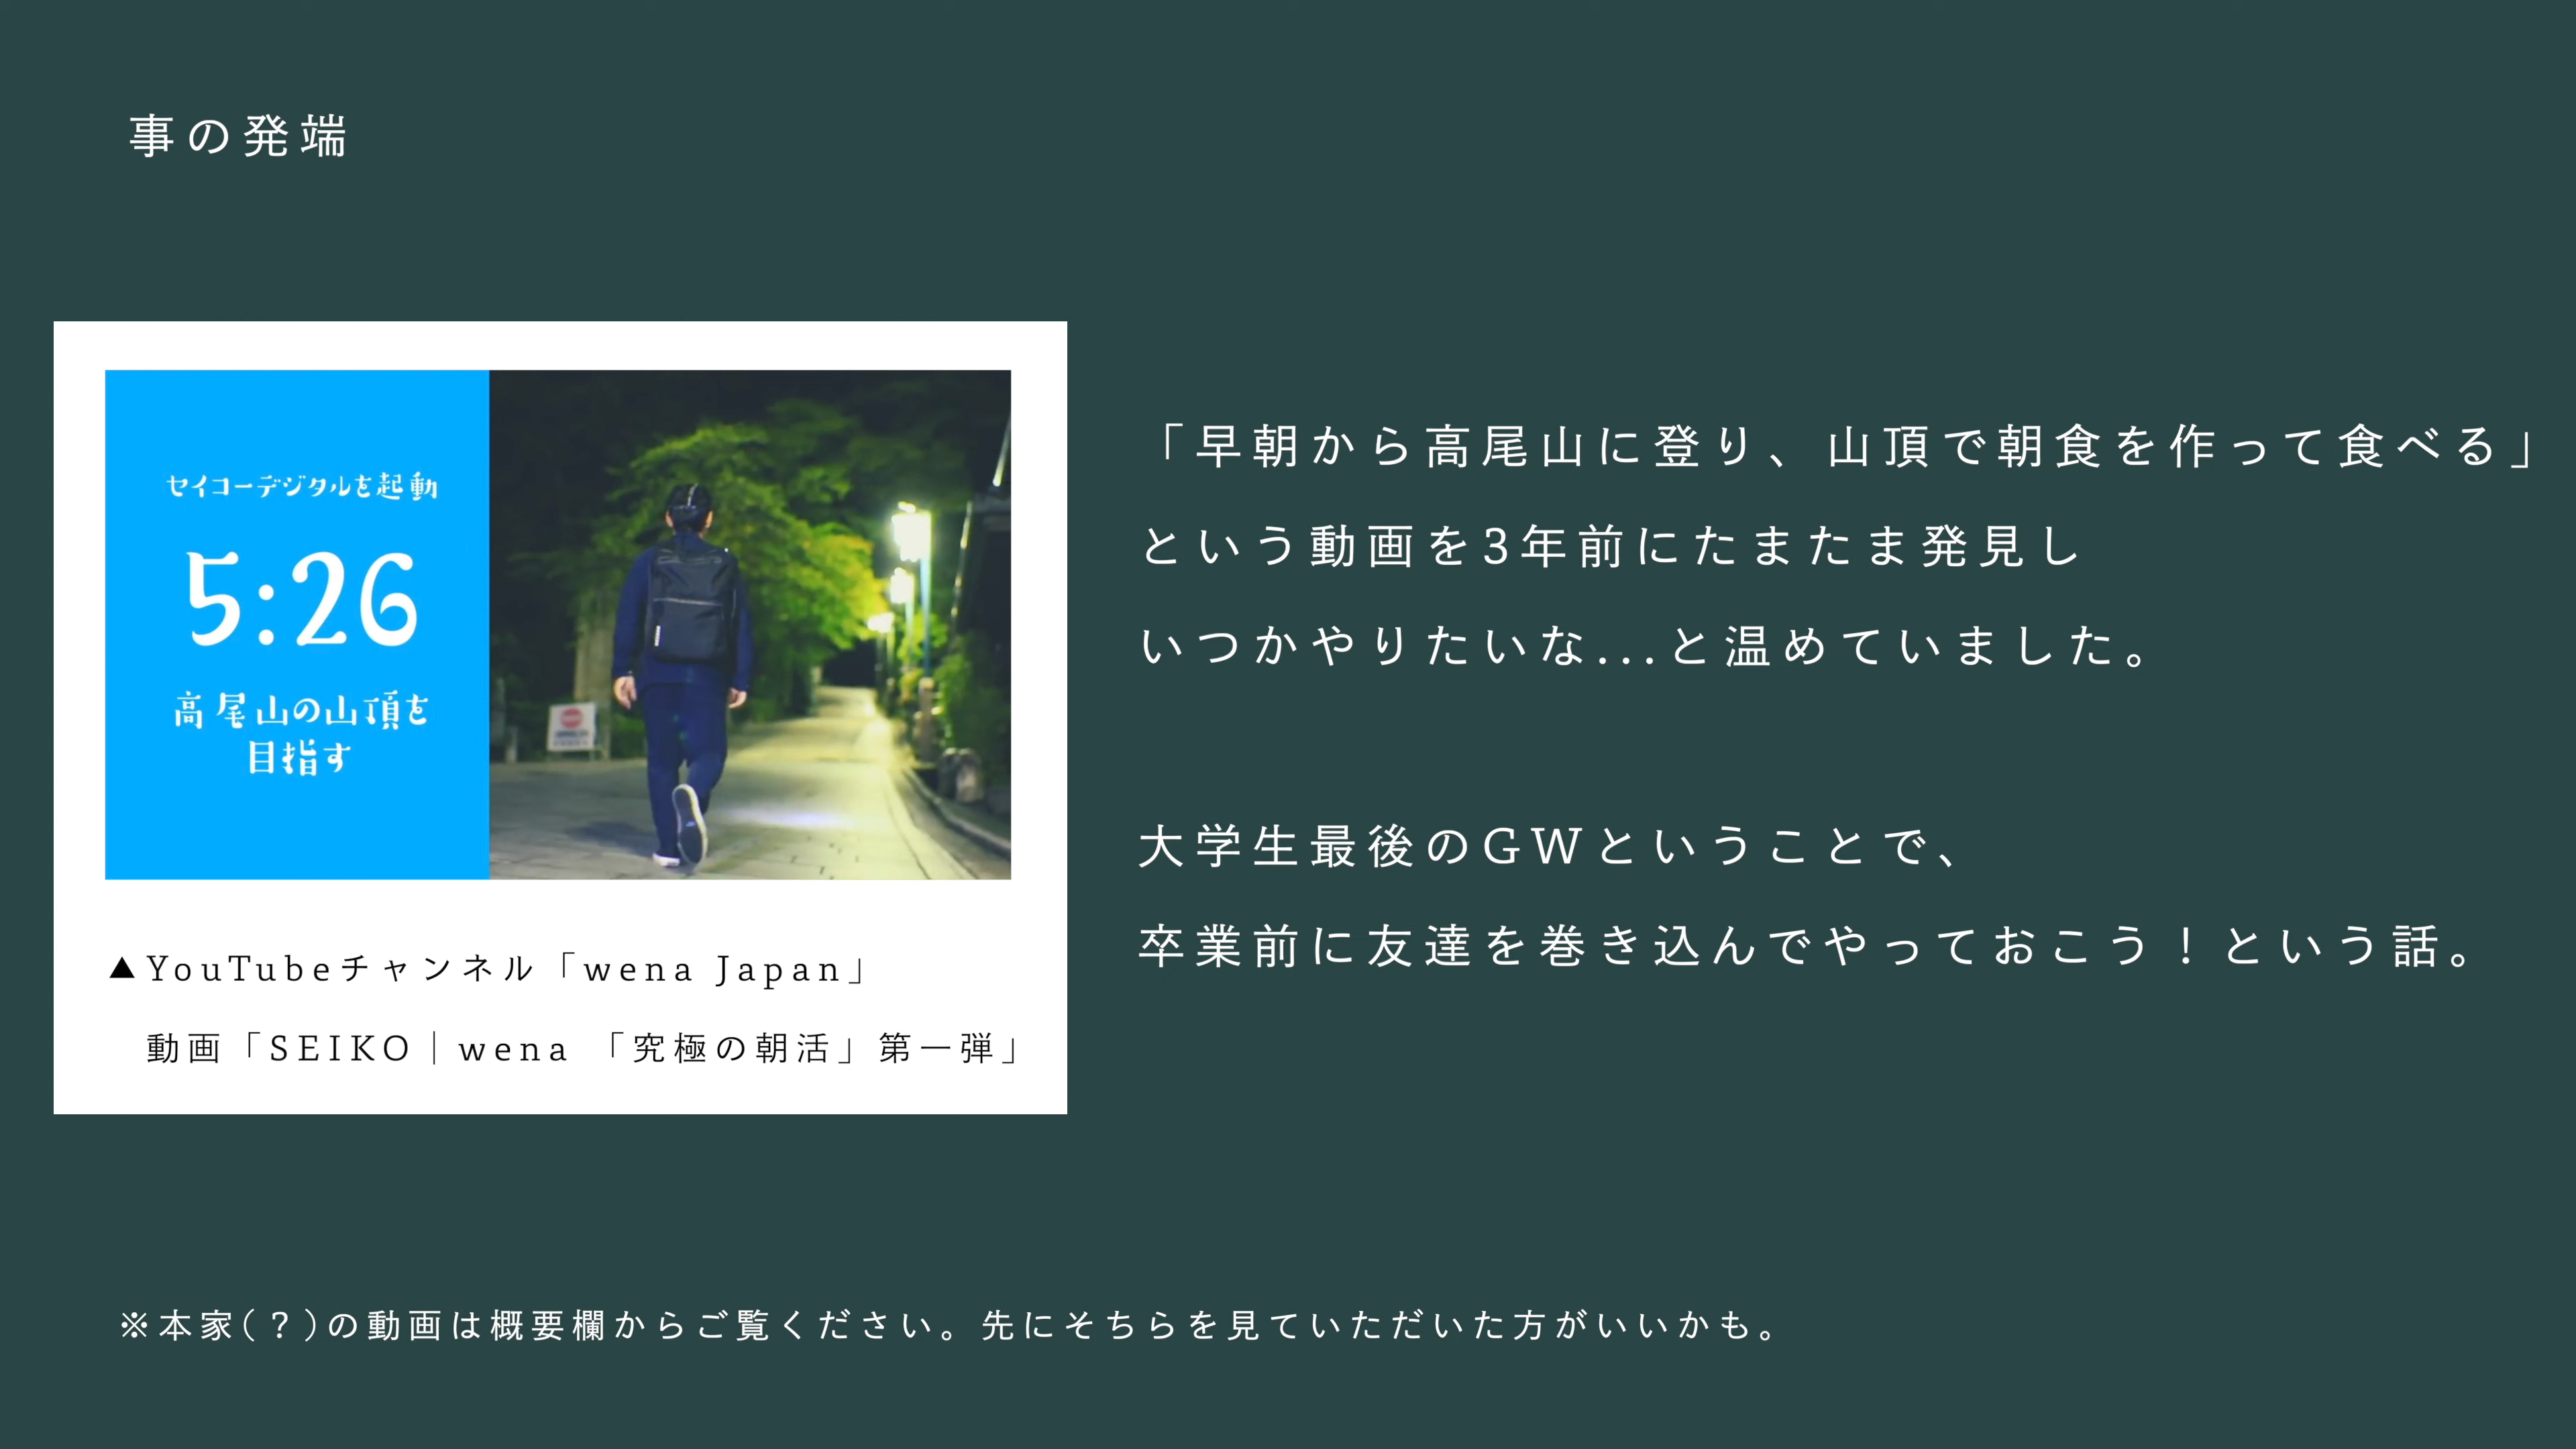 事の発端
セイコーデジタルを起動
5:26
高尾山の山頂を
目指す
▲YouTubeチャンネル「wena Japan」
動画「SEIKO｜wena 「究極の朝活」第一弾」
「早朝から高尾山に登り、山頂で朝食を作って食べる」
という動画を3年前にたまたま発見し
いつかやりたいな...と温めていました。
大学生最後のGWということで、
卒業前に友達を巻き込んでやっておこう！という話。
※本家(？)の動画は概要欄からご覧ください。先にそちらを見ていただいた方がいいかも。